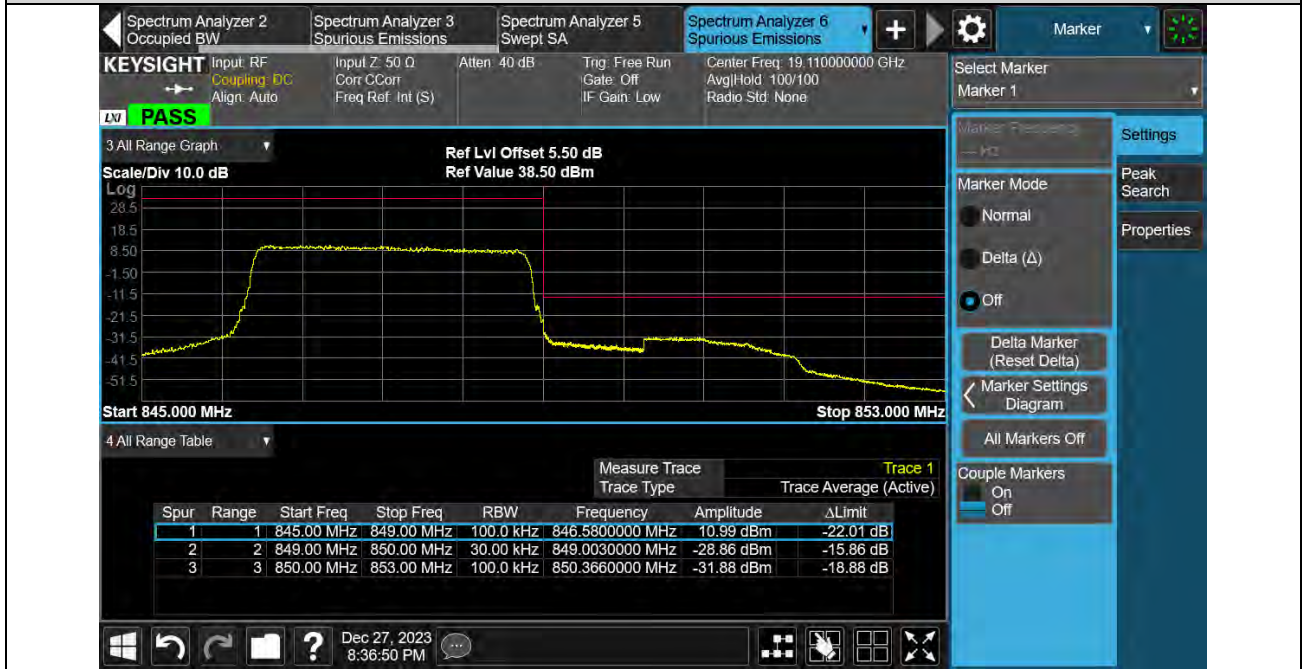 Spectrum Analyzer 2
Occupied BW
Spectrum Analyzer 3
Spurious Emissions
Spectrum Analyzer 5
Swept SA
Spectrum Analyzer 6
Spurious Emissions
Marker
KEYSIGHT
Input: RF
Coupling: DC
Align: Auto
Input Z: 50 Ω
Corr CCorr
Freq Ref: Int (S)
Atten: 40 dB
Trig: Free Run
Gate: Off
IF Gain: Low
Center Freq: 19.110000000 GHz
Avg|Hold: 100/100
Radio Std: None
LXI PASS
Select Marker
Marker 1
3 All Range Graph
Ref Lvl Offset 5.50 dB
Scale/Div 10.0 dB
Ref Value 38.50 dBm
Log
28.5
18.5
8.50
-1.50
-11.5
-21.5
-31.5
-41.5
-51.5
Start 845.000 MHz
Stop 853.000 MHz
Marker Frequency
--- Hz
Marker Mode
Normal
Delta (Δ)
Off
Delta Marker
(Reset Delta)
Marker Settings
Diagram
All Markers Off
Couple Markers
On
Off
Settings
Peak
Search
Properties
4 All Range Table
Measure Trace Trace 1
Trace Type Trace Average (Active)
Spur Range Start Freq Stop Freq RBW Frequency Amplitude ΔLimit
1 1 845.00 MHz 849.00 MHz 100.0 kHz 846.5800000 MHz 10.99 dBm -22.01 dB
2 2 849.00 MHz 850.00 MHz 30.00 kHz 849.0030000 MHz -28.86 dBm -15.86 dB
3 3 850.00 MHz 853.00 MHz 100.0 kHz 850.3660000 MHz -31.88 dBm -18.88 dB
Dec 27, 2023
8:36:50 PM